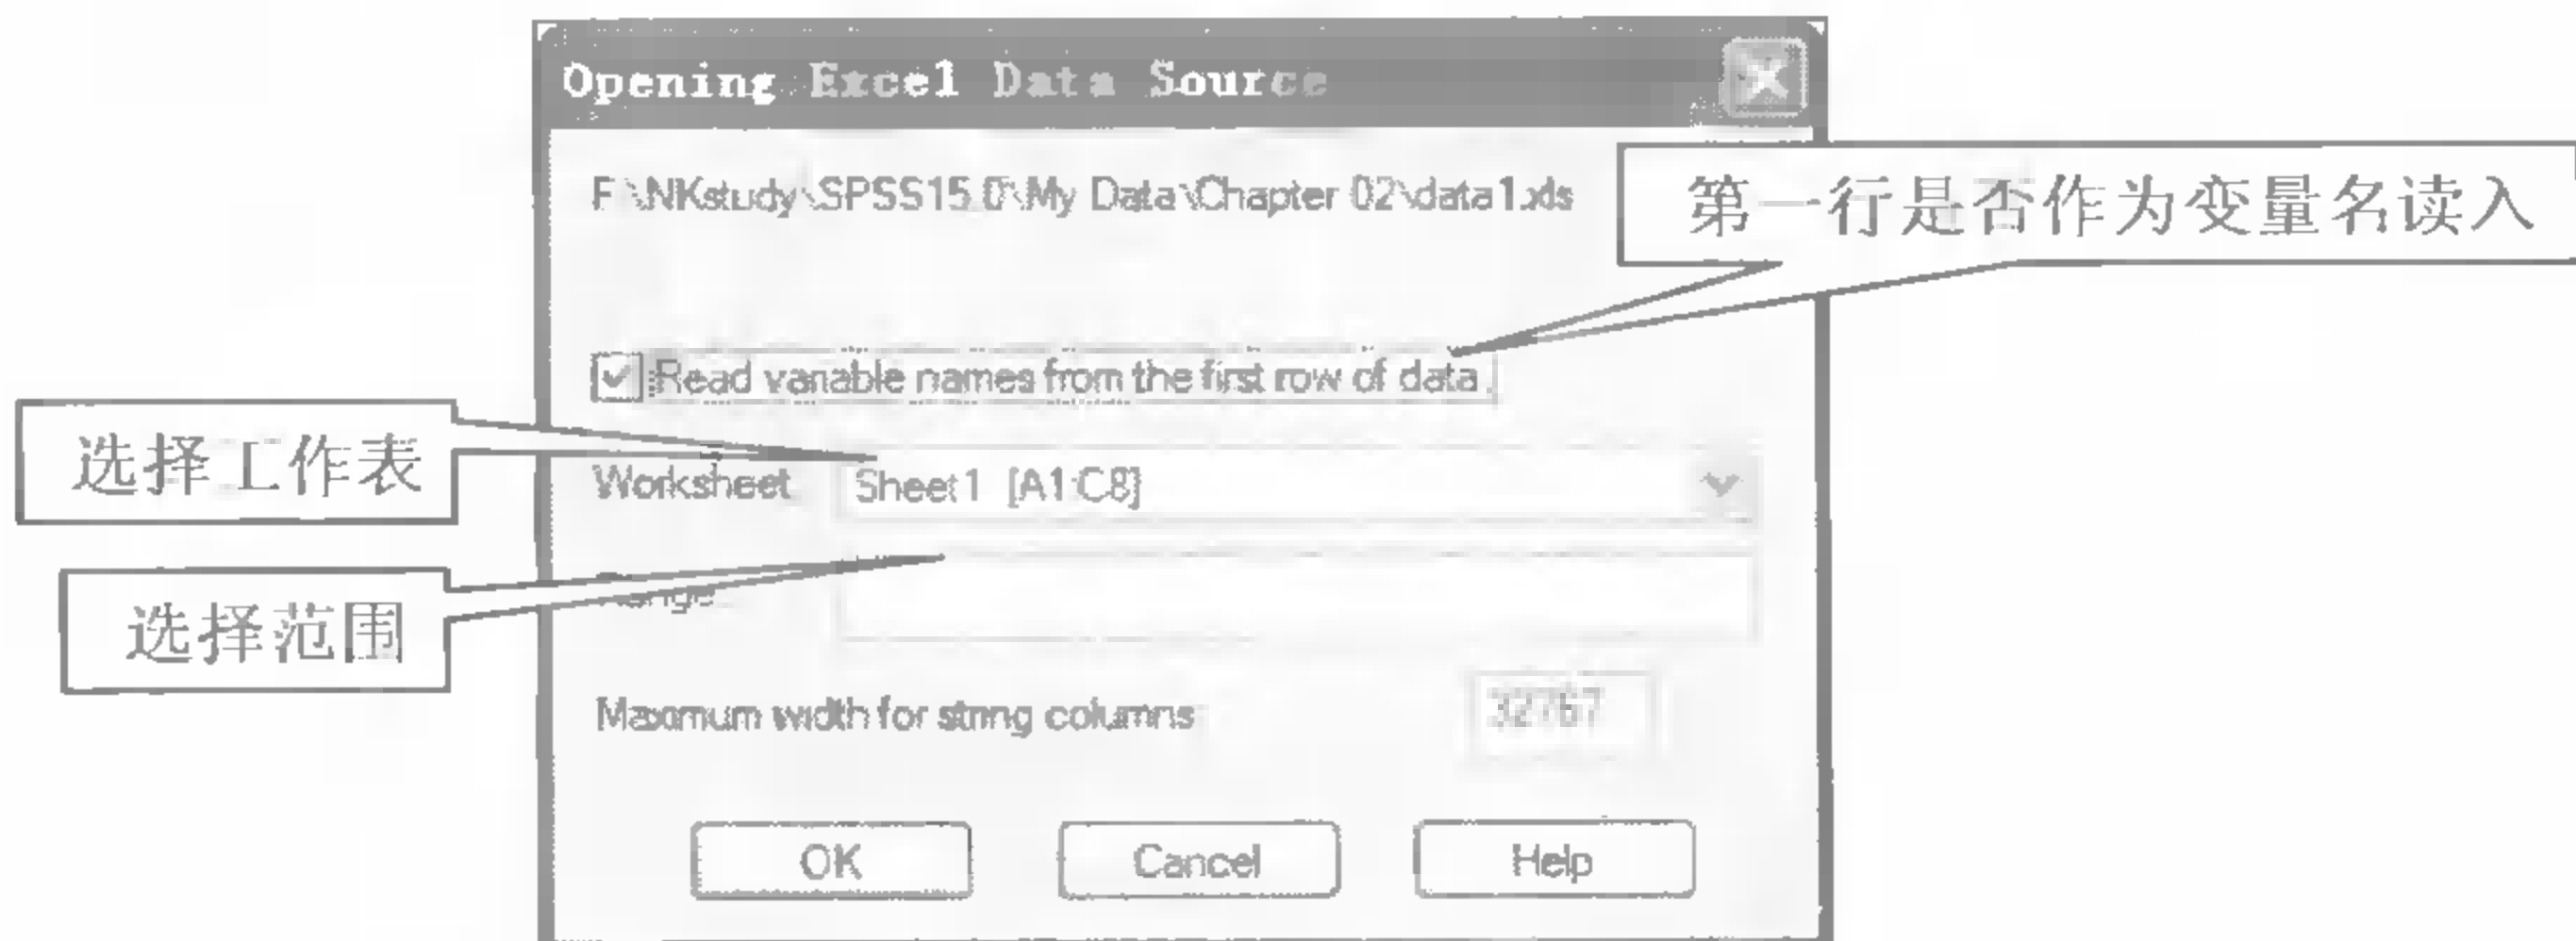 Opening Excel Data Source
F:\NKstudy\SPSS15.0\My Data\Chapter 02\data1.xls
第一行是否作为变量名读入
Read variable names from the first row of data.
选择工作表
Worksheet: Sheet1 [A1:C8]
选择范围
Range:
Maximum width for string columns: 32767
OK Cancel Help